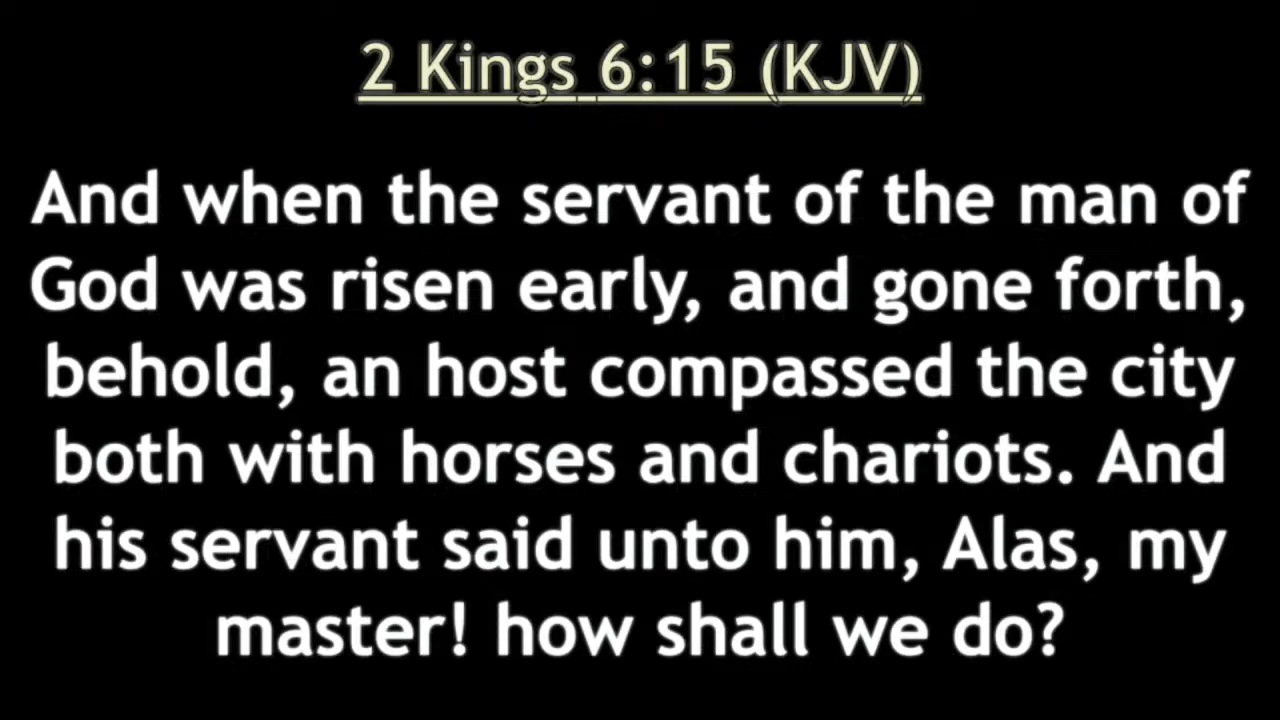 2 Kings 6:15 (KJV)
And when the servant of the man of
God was risen early, and gone forth,
behold, an host compassed the city
both with horses and chariots. And
his servant said unto him, Alas, my
master! how shall we do?